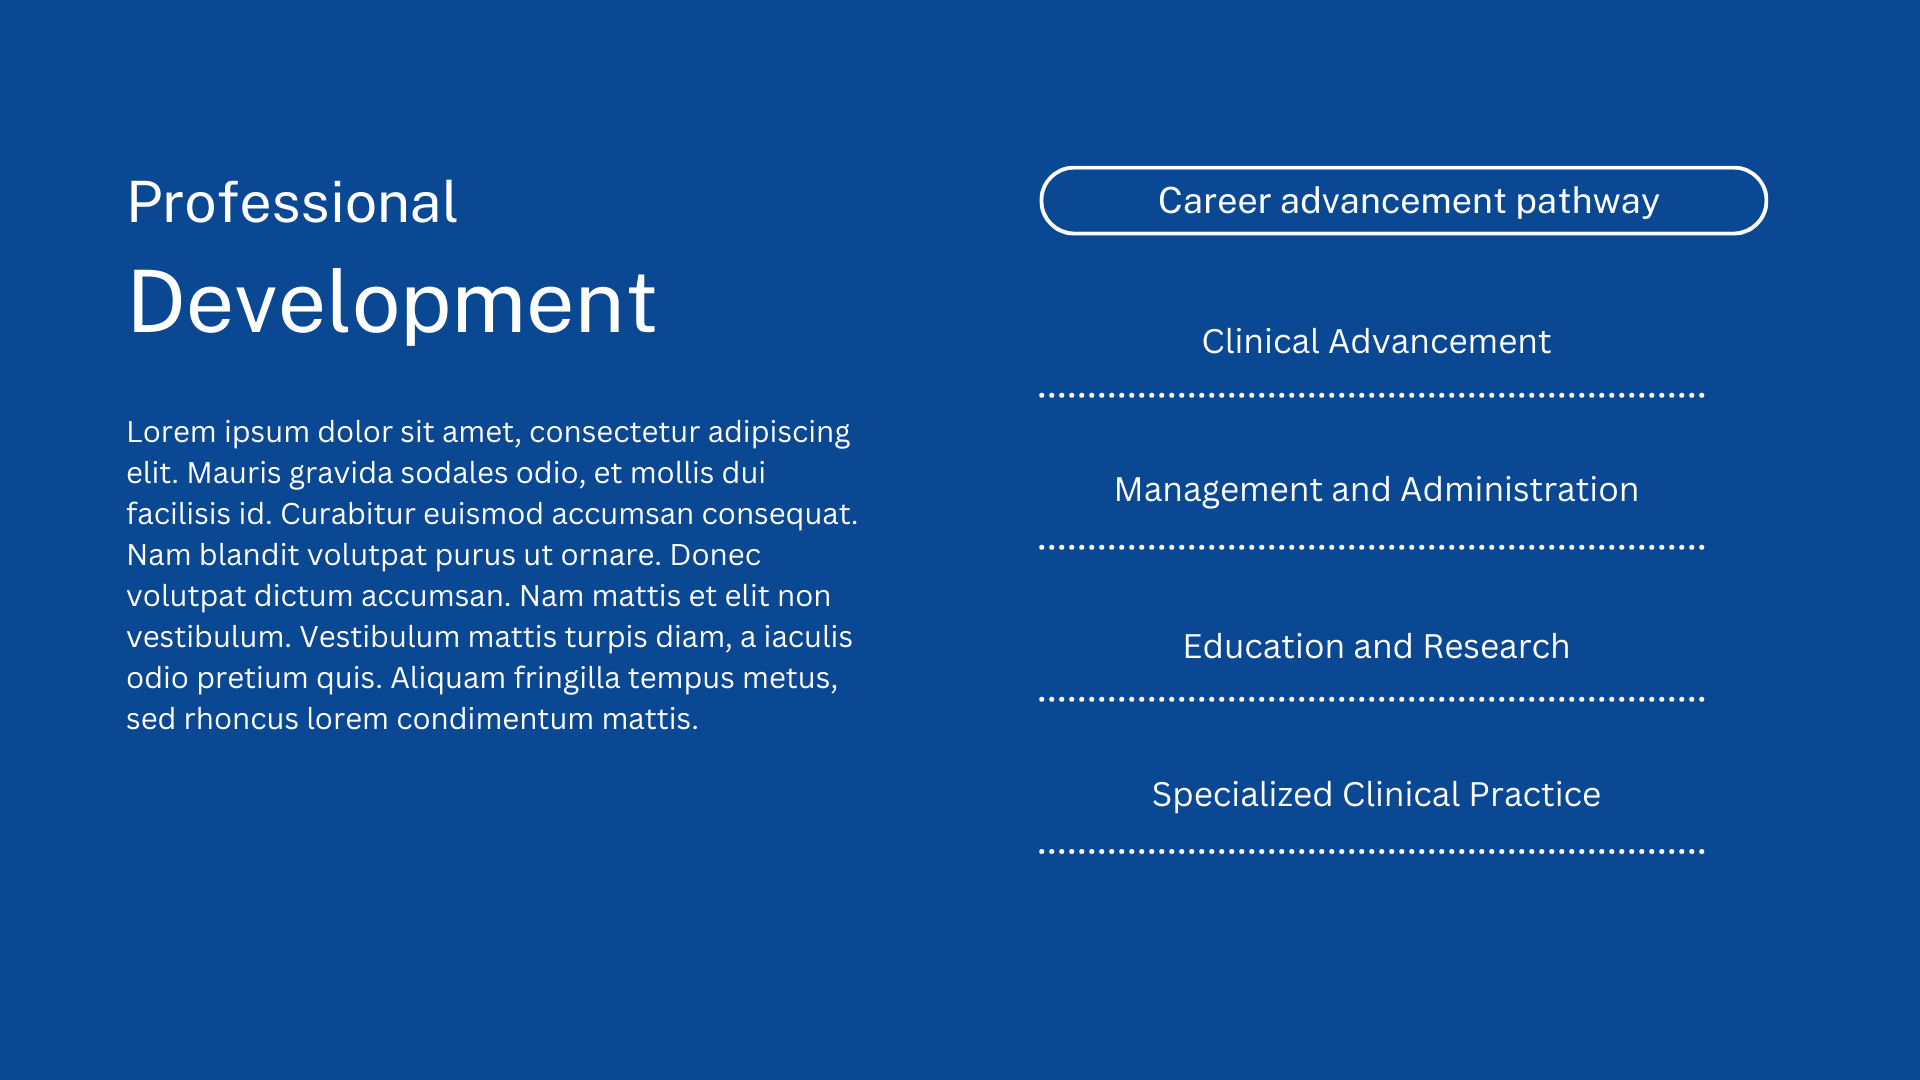 Professional
Development
Lorem ipsum dolor sit amet, consectetur adipiscing
elit. Mauris gravida sodales odio, et mollis dui
facilisis id. Curabitur euismod accumsan consequat.
Nam blandit volutpat purus ut ornare. Donec
volutpat dictum accumsan. Nam mattis et elit non
vestibulum. Vestibulum mattis turpis diam, a iaculis
odio pretium quis. Aliquam fringilla tempus metus,
sed rhoncus lorem condimentum mattis.
Career advancement pathway
Clinical Advancement
Management and Administration
Education and Research
Specialized Clinical Practice